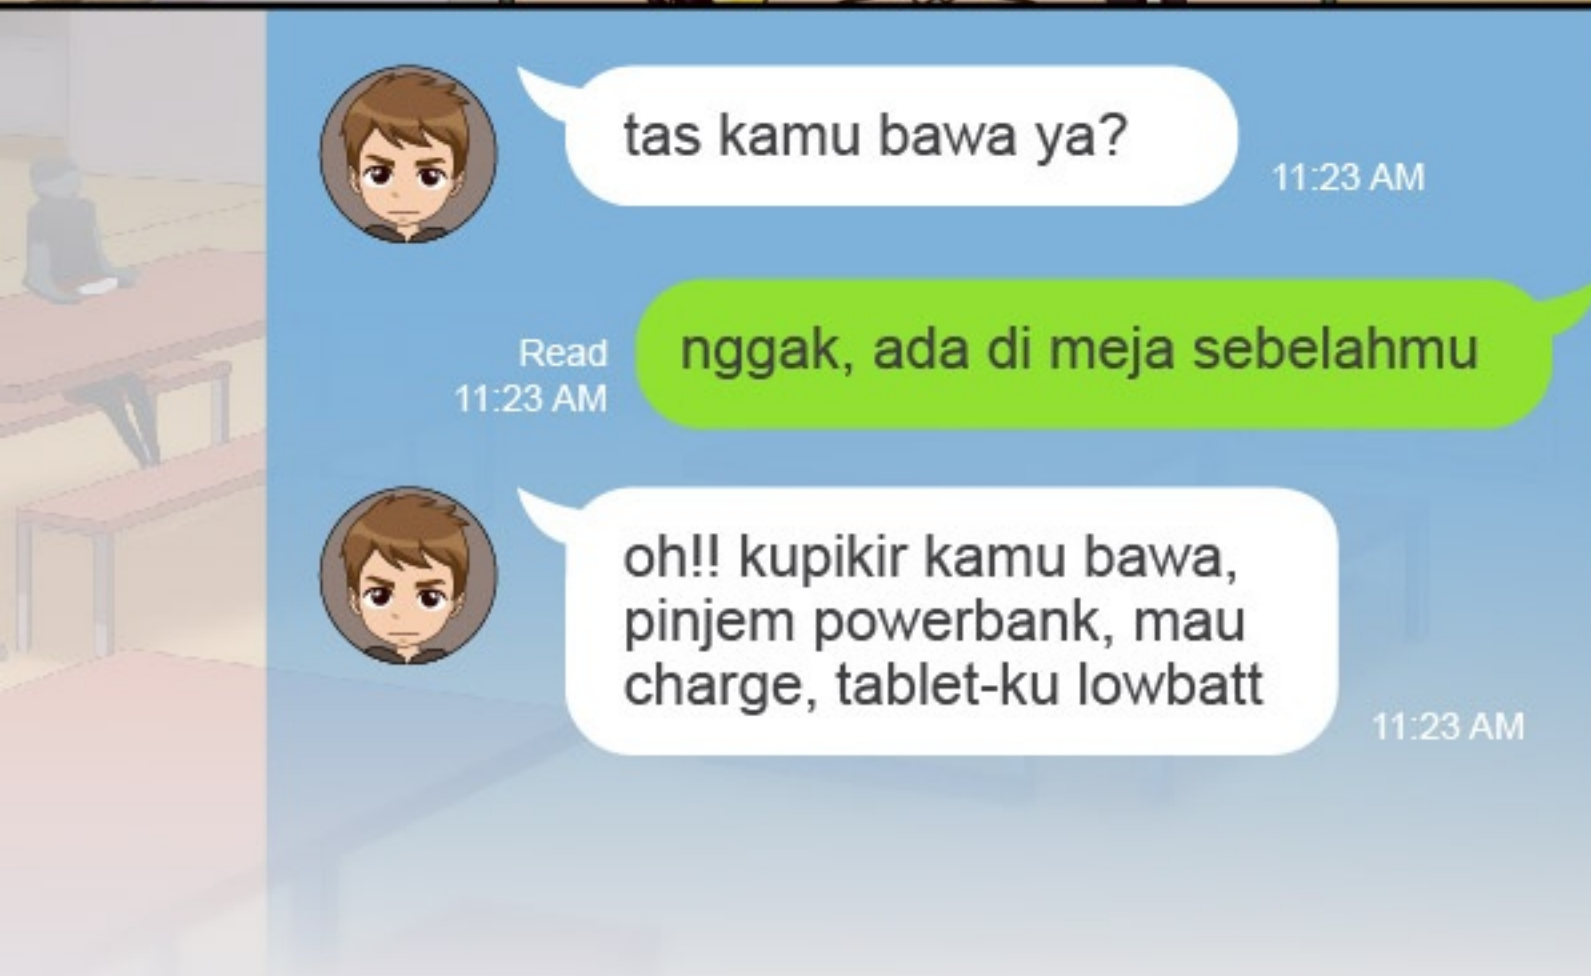 tas kamu bawa ya?
11:23 AM
nggak, ada di meja sebelahmu
Read
11:23 AM
oh!! kupikir kamu bawa,
pinjem powerbank, mau
charge, tablet-ku lowbatt
11:23 AM